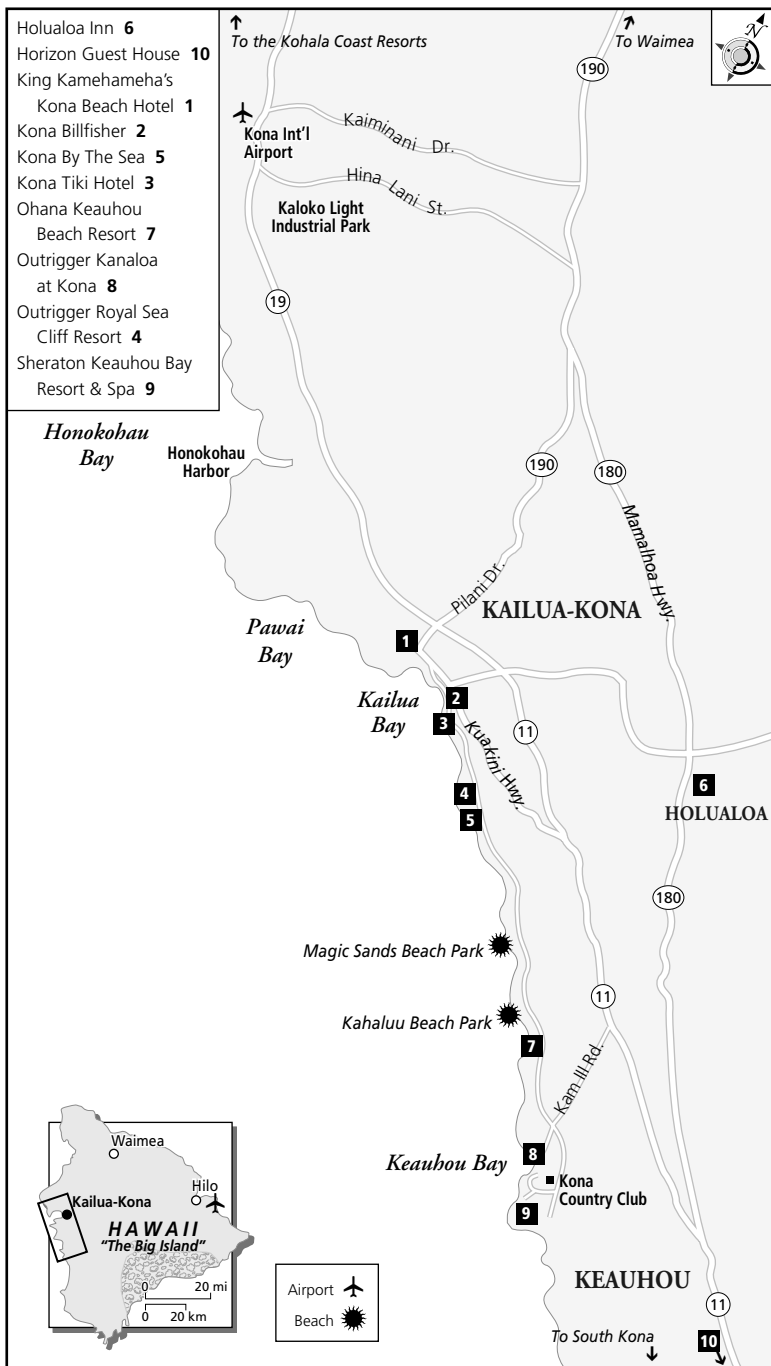 Holualoa Inn 6
Horizon Guest House 10
King Kamehameha's
Kona Beach Hotel 1
Kona Billfisher 2
Kona By The Sea 5
Kona Tiki Hotel 3
Ohana Keauhou
Beach Resort 7
Outrigger Kanaloa
at Kona 8
Outrigger Royal Sea
Cliff Resort 4
Sheraton Keauhou Bay
Resort & Spa 9
To the Kohala Coast Resorts
To Waimea
N
190
Kona Int'l
Airport
Kaiminani Dr.
Hina Lani St.
Kaloko Light
Industrial Park
19
Honokohau
Bay
Honokohau
Harbor
190
180
Mamalhoa Hwy.
Pilani Dr.
KAILUA-KONA
Pawai
Bay
1
Kailua
Bay
2
3
Kuakini Hwy.
11
4
5
6
HOLUALOA
180
Magic Sands Beach Park
11
Kahaluu Beach Park
7
Kam III Rd.
Keauhou Bay
8
Kona
Country Club
9
KEAUHOU
11
To South Kona
10
Waimea
Hilo
Kailua-Kona
HAWAII
"The Big Island"
0 20 mi
0 20 km
Airport
Beach